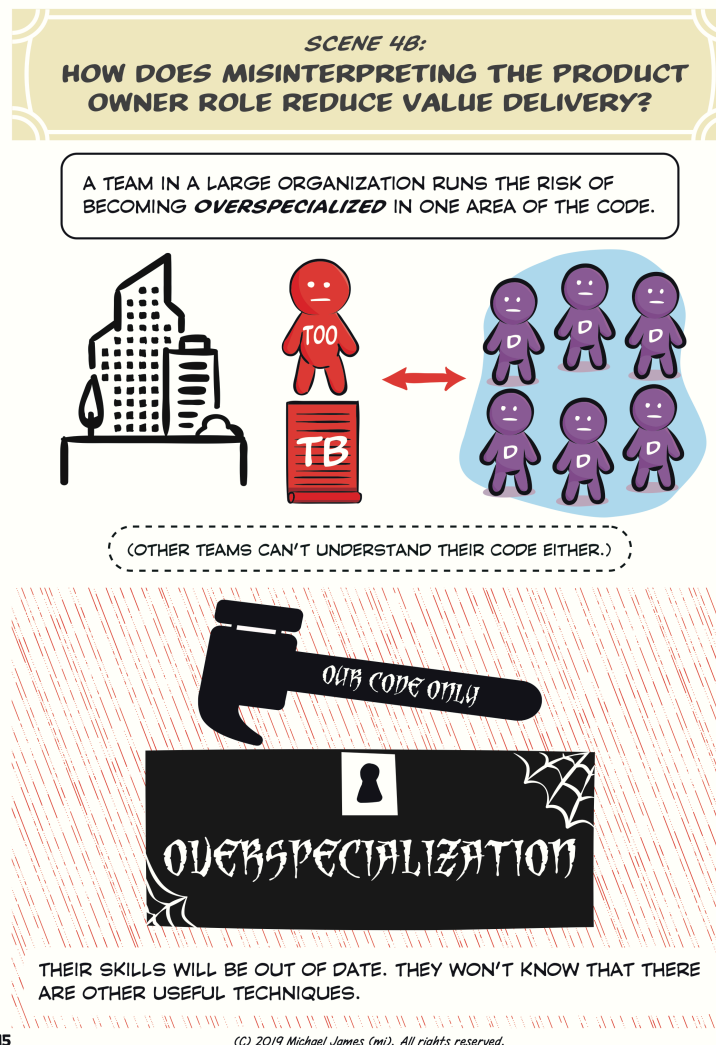 SCENE 4B:
HOW DOES MISINTERPRETING THE PRODUCT
OWNER ROLE REDUCE VALUE DELIVERY?
A TEAM IN A LARGE ORGANIZATION RUNS THE RISK OF
BECOMING OVERSPECIALIZED IN ONE AREA OF THE CODE.
TOO
TB
D
D
D
D
D
D
(OTHER TEAMS CAN'T UNDERSTAND THEIR CODE EITHER.)
OUR CODE ONLY
OVERSPECIALIZATION
THEIR SKILLS WILL BE OUT OF DATE. THEY WON'T KNOW THAT THERE
ARE OTHER USEFUL TECHNIQUES.
15
(C) 2019 Michael James (mj). All rights reserved.